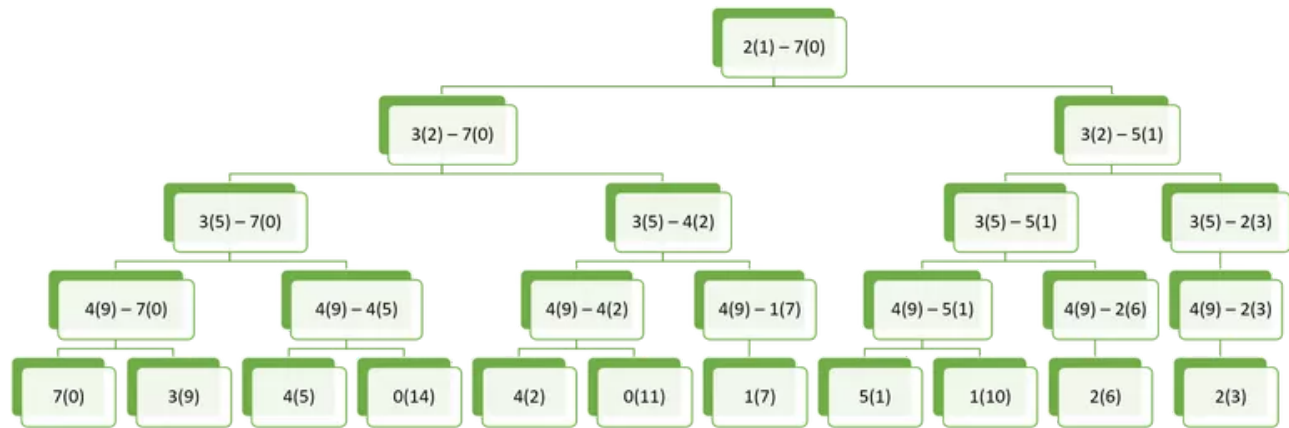 2(1) – 7(0)
3(2) – 7(0)
3(2) – 5(1)
3(5) – 7(0)
3(5) – 4(2)
3(5) – 5(1)
3(5) – 2(3)
4(9) – 7(0)
4(9) – 4(5)
4(9) – 4(2)
4(9) – 1(7)
4(9) – 5(1)
4(9) – 2(6)
4(9) – 2(3)
7(0)
3(9)
4(5)
0(14)
4(2)
0(11)
1(7)
5(1)
1(10)
2(6)
2(3)